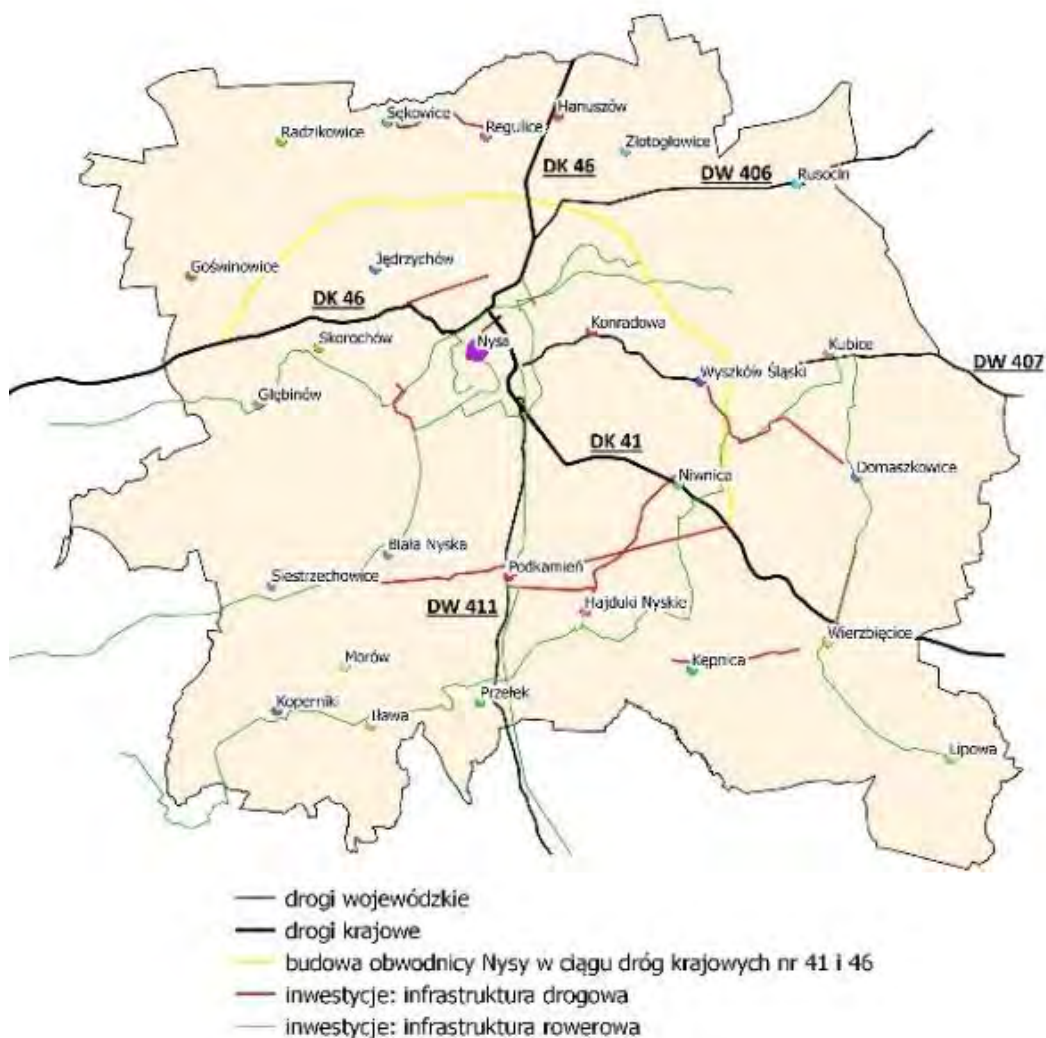 Sękowice
Hanuszów
Radzikowice
Regulice
Złotogłowice
DK 46
DW 406
Rusocin
Goświnowice
Jędrzychów
DK 46
Skorochów
Nysa
Konradowa
Kubice
Wyszków Śląski
DW 407
Głębinów
DK 41
Niwnica
Domaszkowice
Biała Nyska
Siestrzechowice
Podkamień
DW 411
Hajduki Nyskie
Wierzbięcice
Morów
Kępnica
Koperniki
Przełęk
Iława
Lipowa
drogi wojewódzkie
drogi krajowe
budowa obwodnicy Nysy w ciągu dróg krajowych nr 41 i 46
inwestycje: infrastruktura drogowa
inwestycje: infrastruktura rowerowa